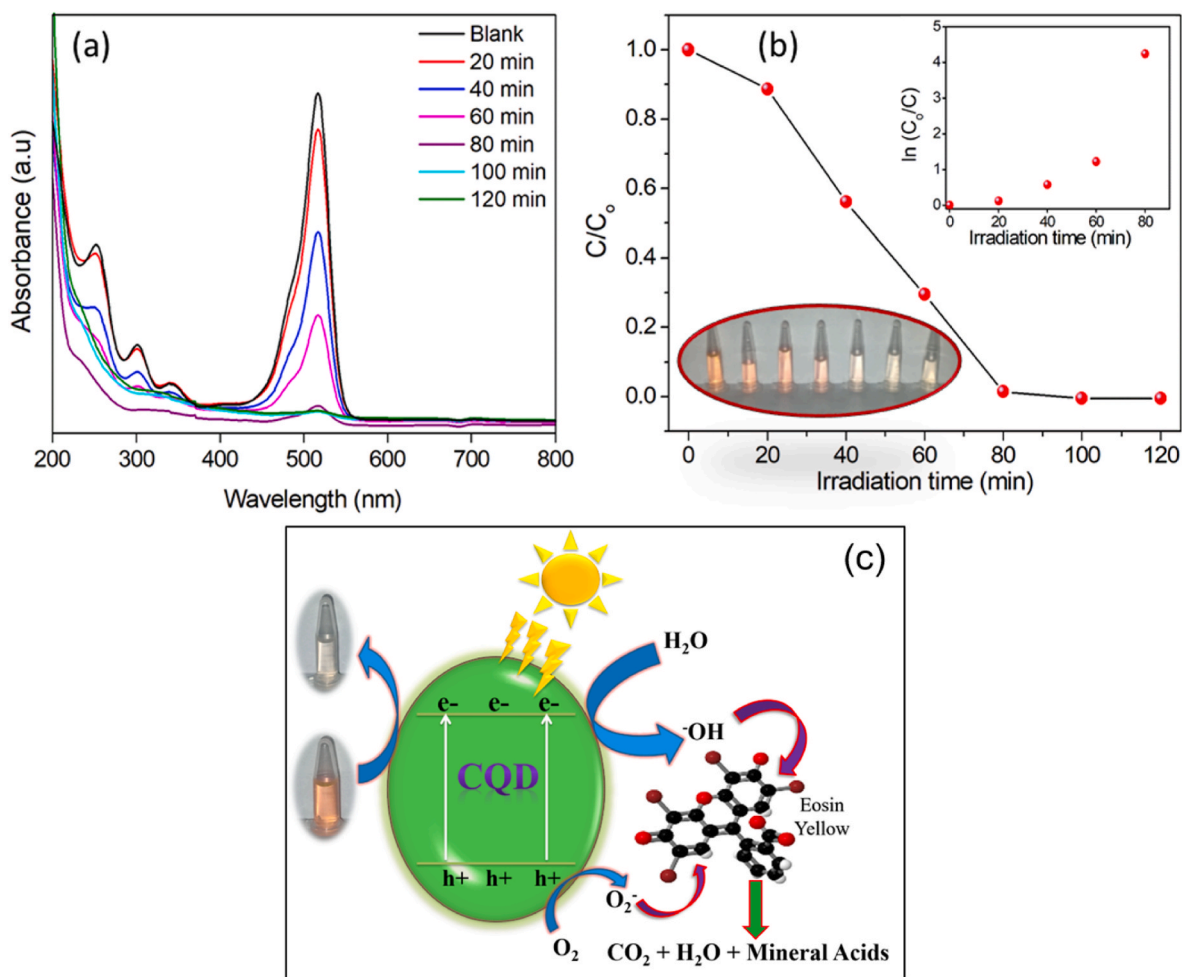 (a)
Blank
20 min
40 min
60 min
80 min
100 min
120 min
Absorbance (a.u)
200 300 400 500 600 700 800
Wavelength (nm)
(b)
1.0
0.8
0.6
0.4
0.2
0.0
C/Co
0 20 40 60 80 100 120
Irradiation time (min)
5
4
3
2
1
0
ln (Co/C)
0 20 40 60 80
Irradiation time (min)
(c)
H2O
e- e- e-
-OH
CQD
Eosin
Yellow
h+ h+ h+
O2-
O2
CO2 + H2O + Mineral Acids